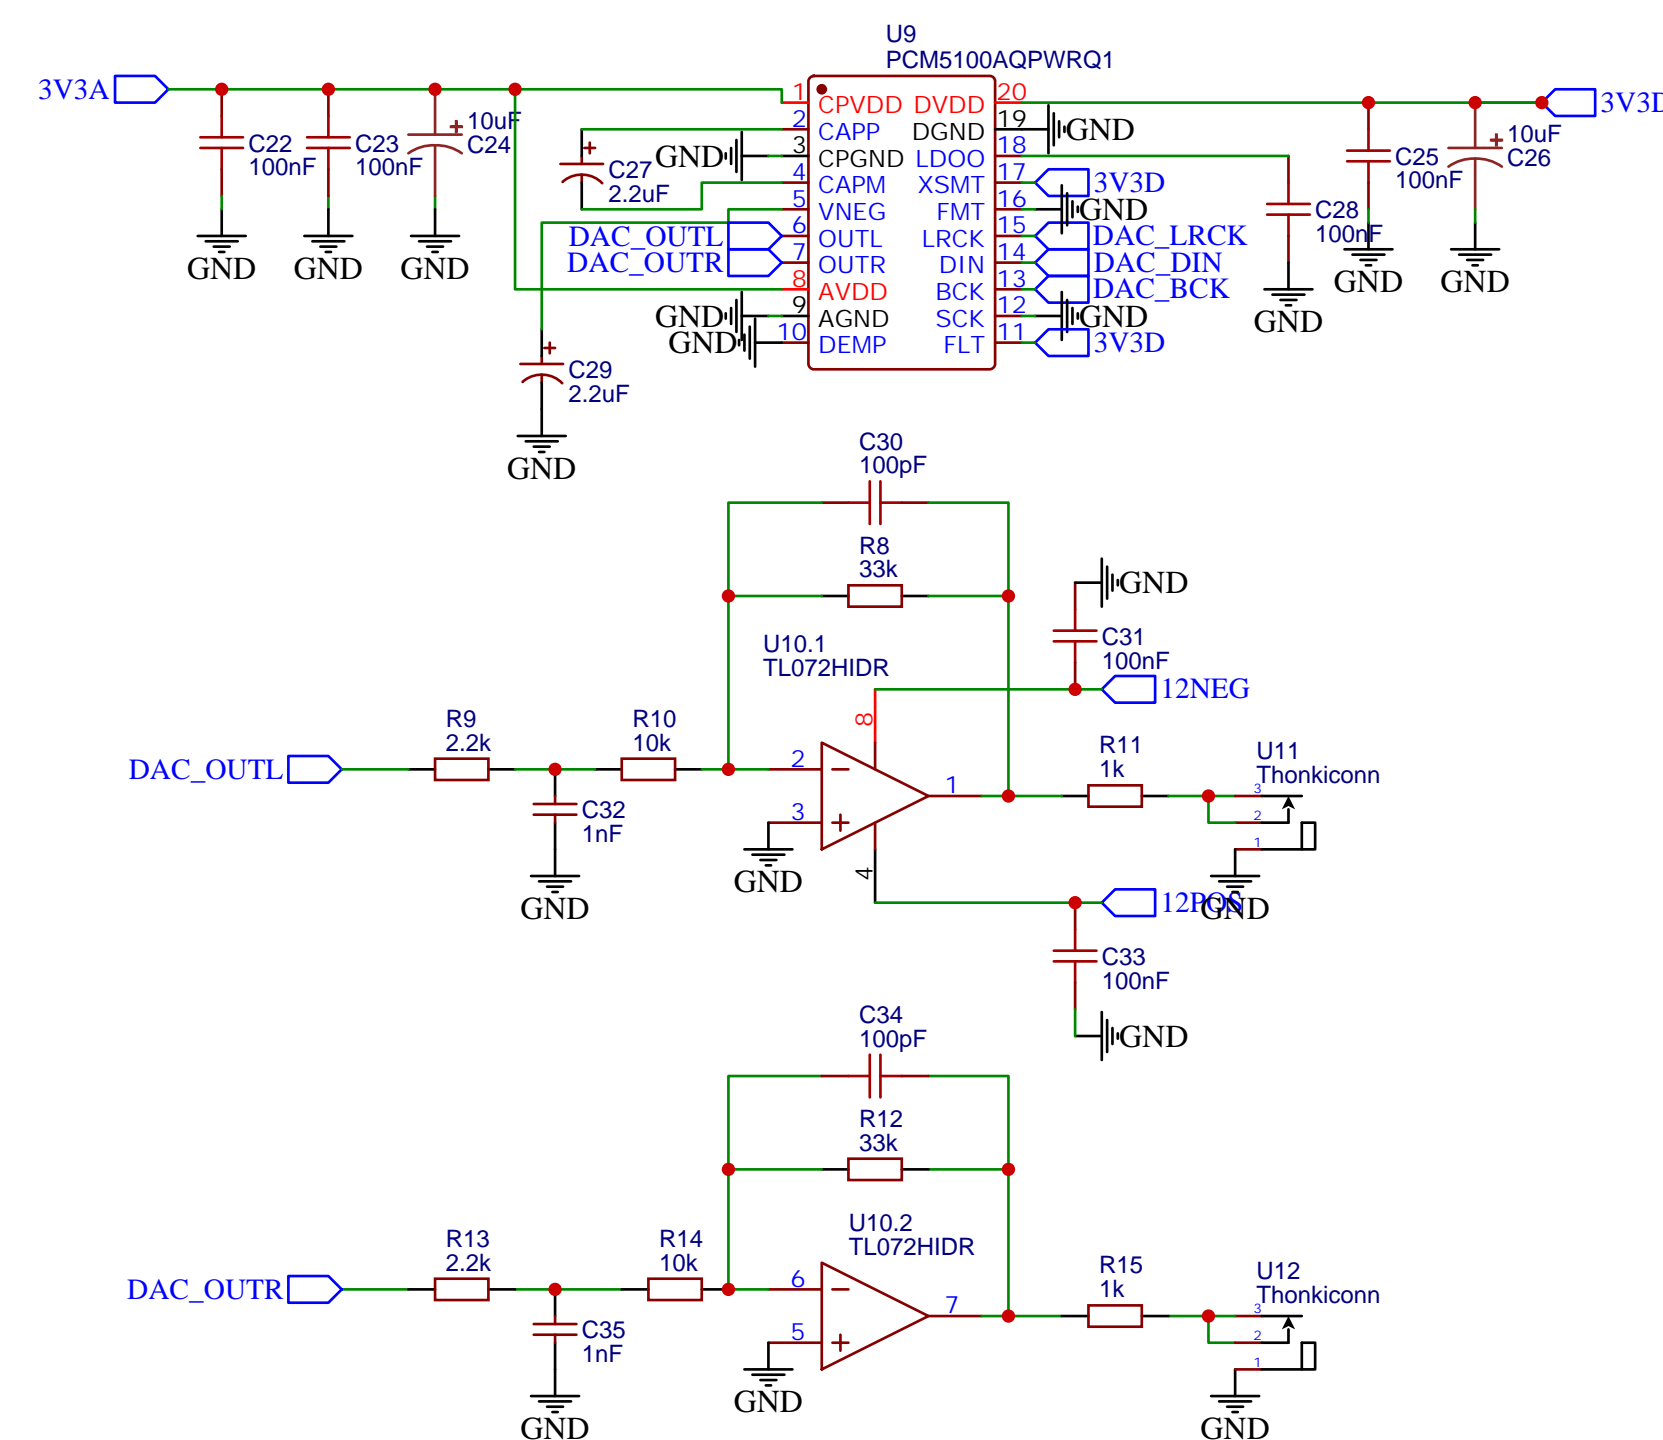 U9
PCM5100AQPWRQ1
3V3A
C22
100nF
GND
C23
100nF
GND
10uF
C24
GND
C27
2.2uF
GND
1 CPVDD DVDD 20
2 CAPP DGND 19
3 CPGND LDOO 18
4 CAPM XSMT 17
5 VNEG FMT 16
6 OUTL LRCK 15
7 OUTR DIN 14
8 AVDD BCK 13
9 AGND SCK 12
10 DEMP FLT 11
DAC_OUTL
DAC_OUTR
GND
GND
GND
3V3D
GND
DAC_LRCK
DAC_DIN
DAC_BCK
GND
3V3D
3V3D
C25
100nF
GND
10uF
C26
GND
C28
100nF
GND
C29
2.2uF
GND
C30
100pF
R8
33k
U10.1
TL072HIDR
GND
C31
100nF
12NEG
8
DAC_OUTL
R9
2.2k
R10
10k
C32
1nF
GND
2
3
1
4
GND
R11
1k
U11
Thonkiconn
3
2
1
GND
12POS
C33
100nF
GND
C34
100pF
R12
33k
U10.2
TL072HIDR
DAC_OUTR
R13
2.2k
R14
10k
C35
1nF
GND
6
5
7
GND
R15
1k
U12
Thonkiconn
3
2
1
GND